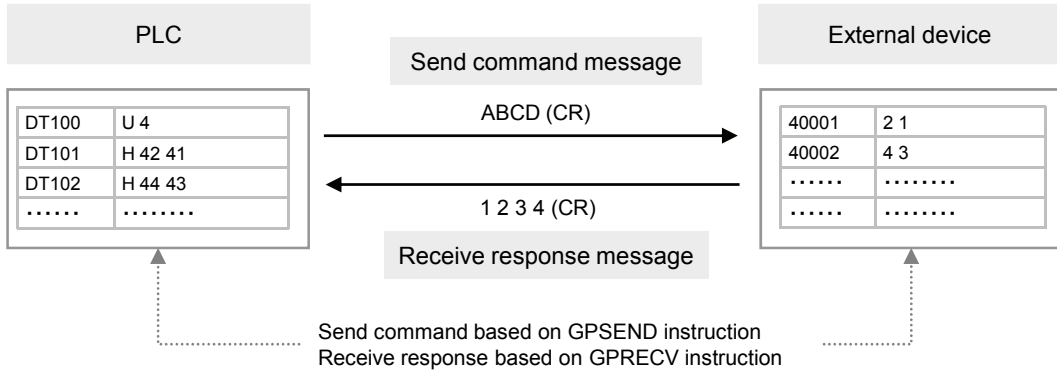 PLC
External device
Send command message
ABCD (CR)
DT100 U 4
DT101 H 42 41
DT102 H 44 43
...... ........
40001 2 1
40002 4 3
...... ........
...... ........
1 2 3 4 (CR)
Receive response message
Send command based on GPSEND instruction
Receive response based on GPRECV instruction